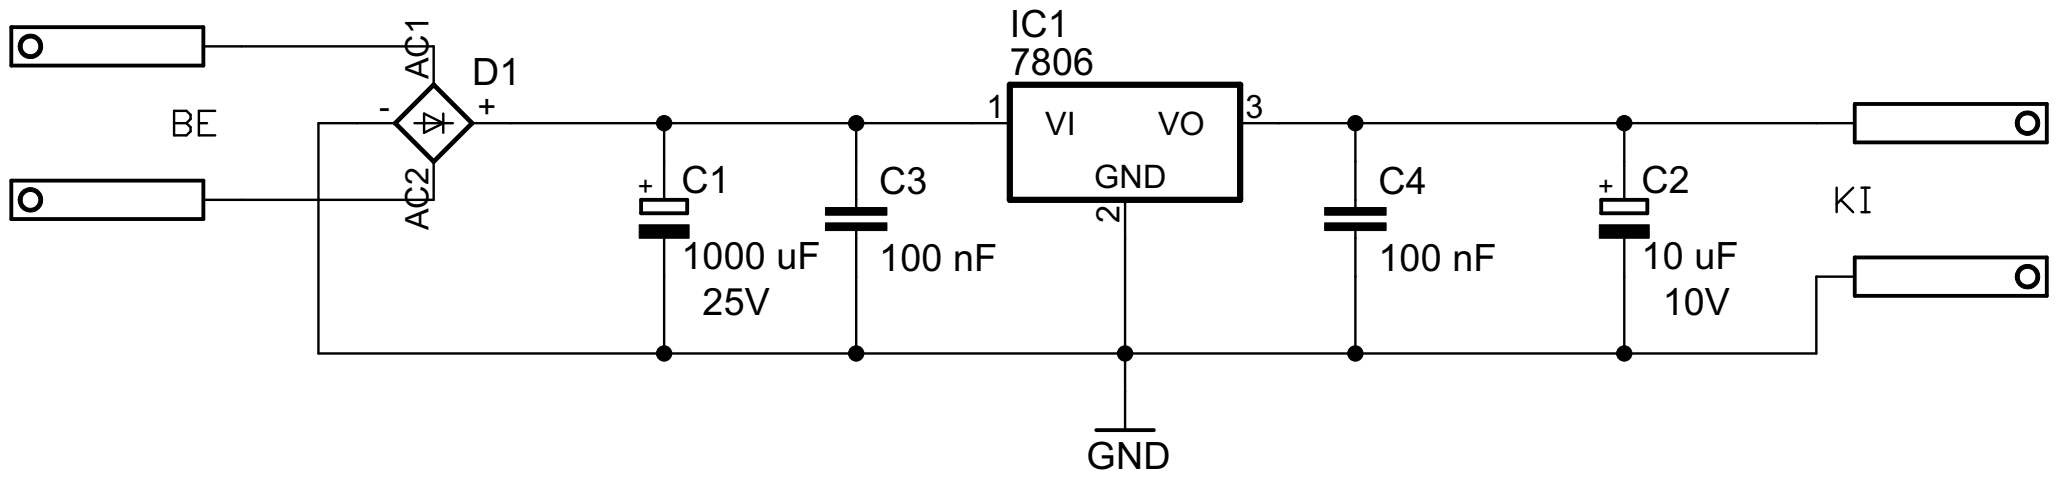 AC1
BE
AC2
D1
-
+
IC1
7806
1
VI
VO
3
GND
2
+
C1
1000 uF
25V
C3
100 nF
C4
100 nF
+
C2
10 uF
10V
KI
GND